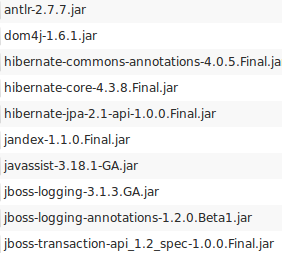 antlr-2.7.7.jar
dom4j-1.6.1.jar
hibernate-commons-annotations-4.0.5.Final.ja
hibernate-core-4.3.8.Final.jar
hibernate-jpa-2.1-api-1.0.0.Final.jar
jandex-1.1.0.Final.jar
javassist-3.18.1-GA.jar
jboss-logging-3.1.3.GA.jar
jboss-logging-annotations-1.2.0.Beta1.jar
jboss-transaction-api_1.2_spec-1.0.0.Final.jar